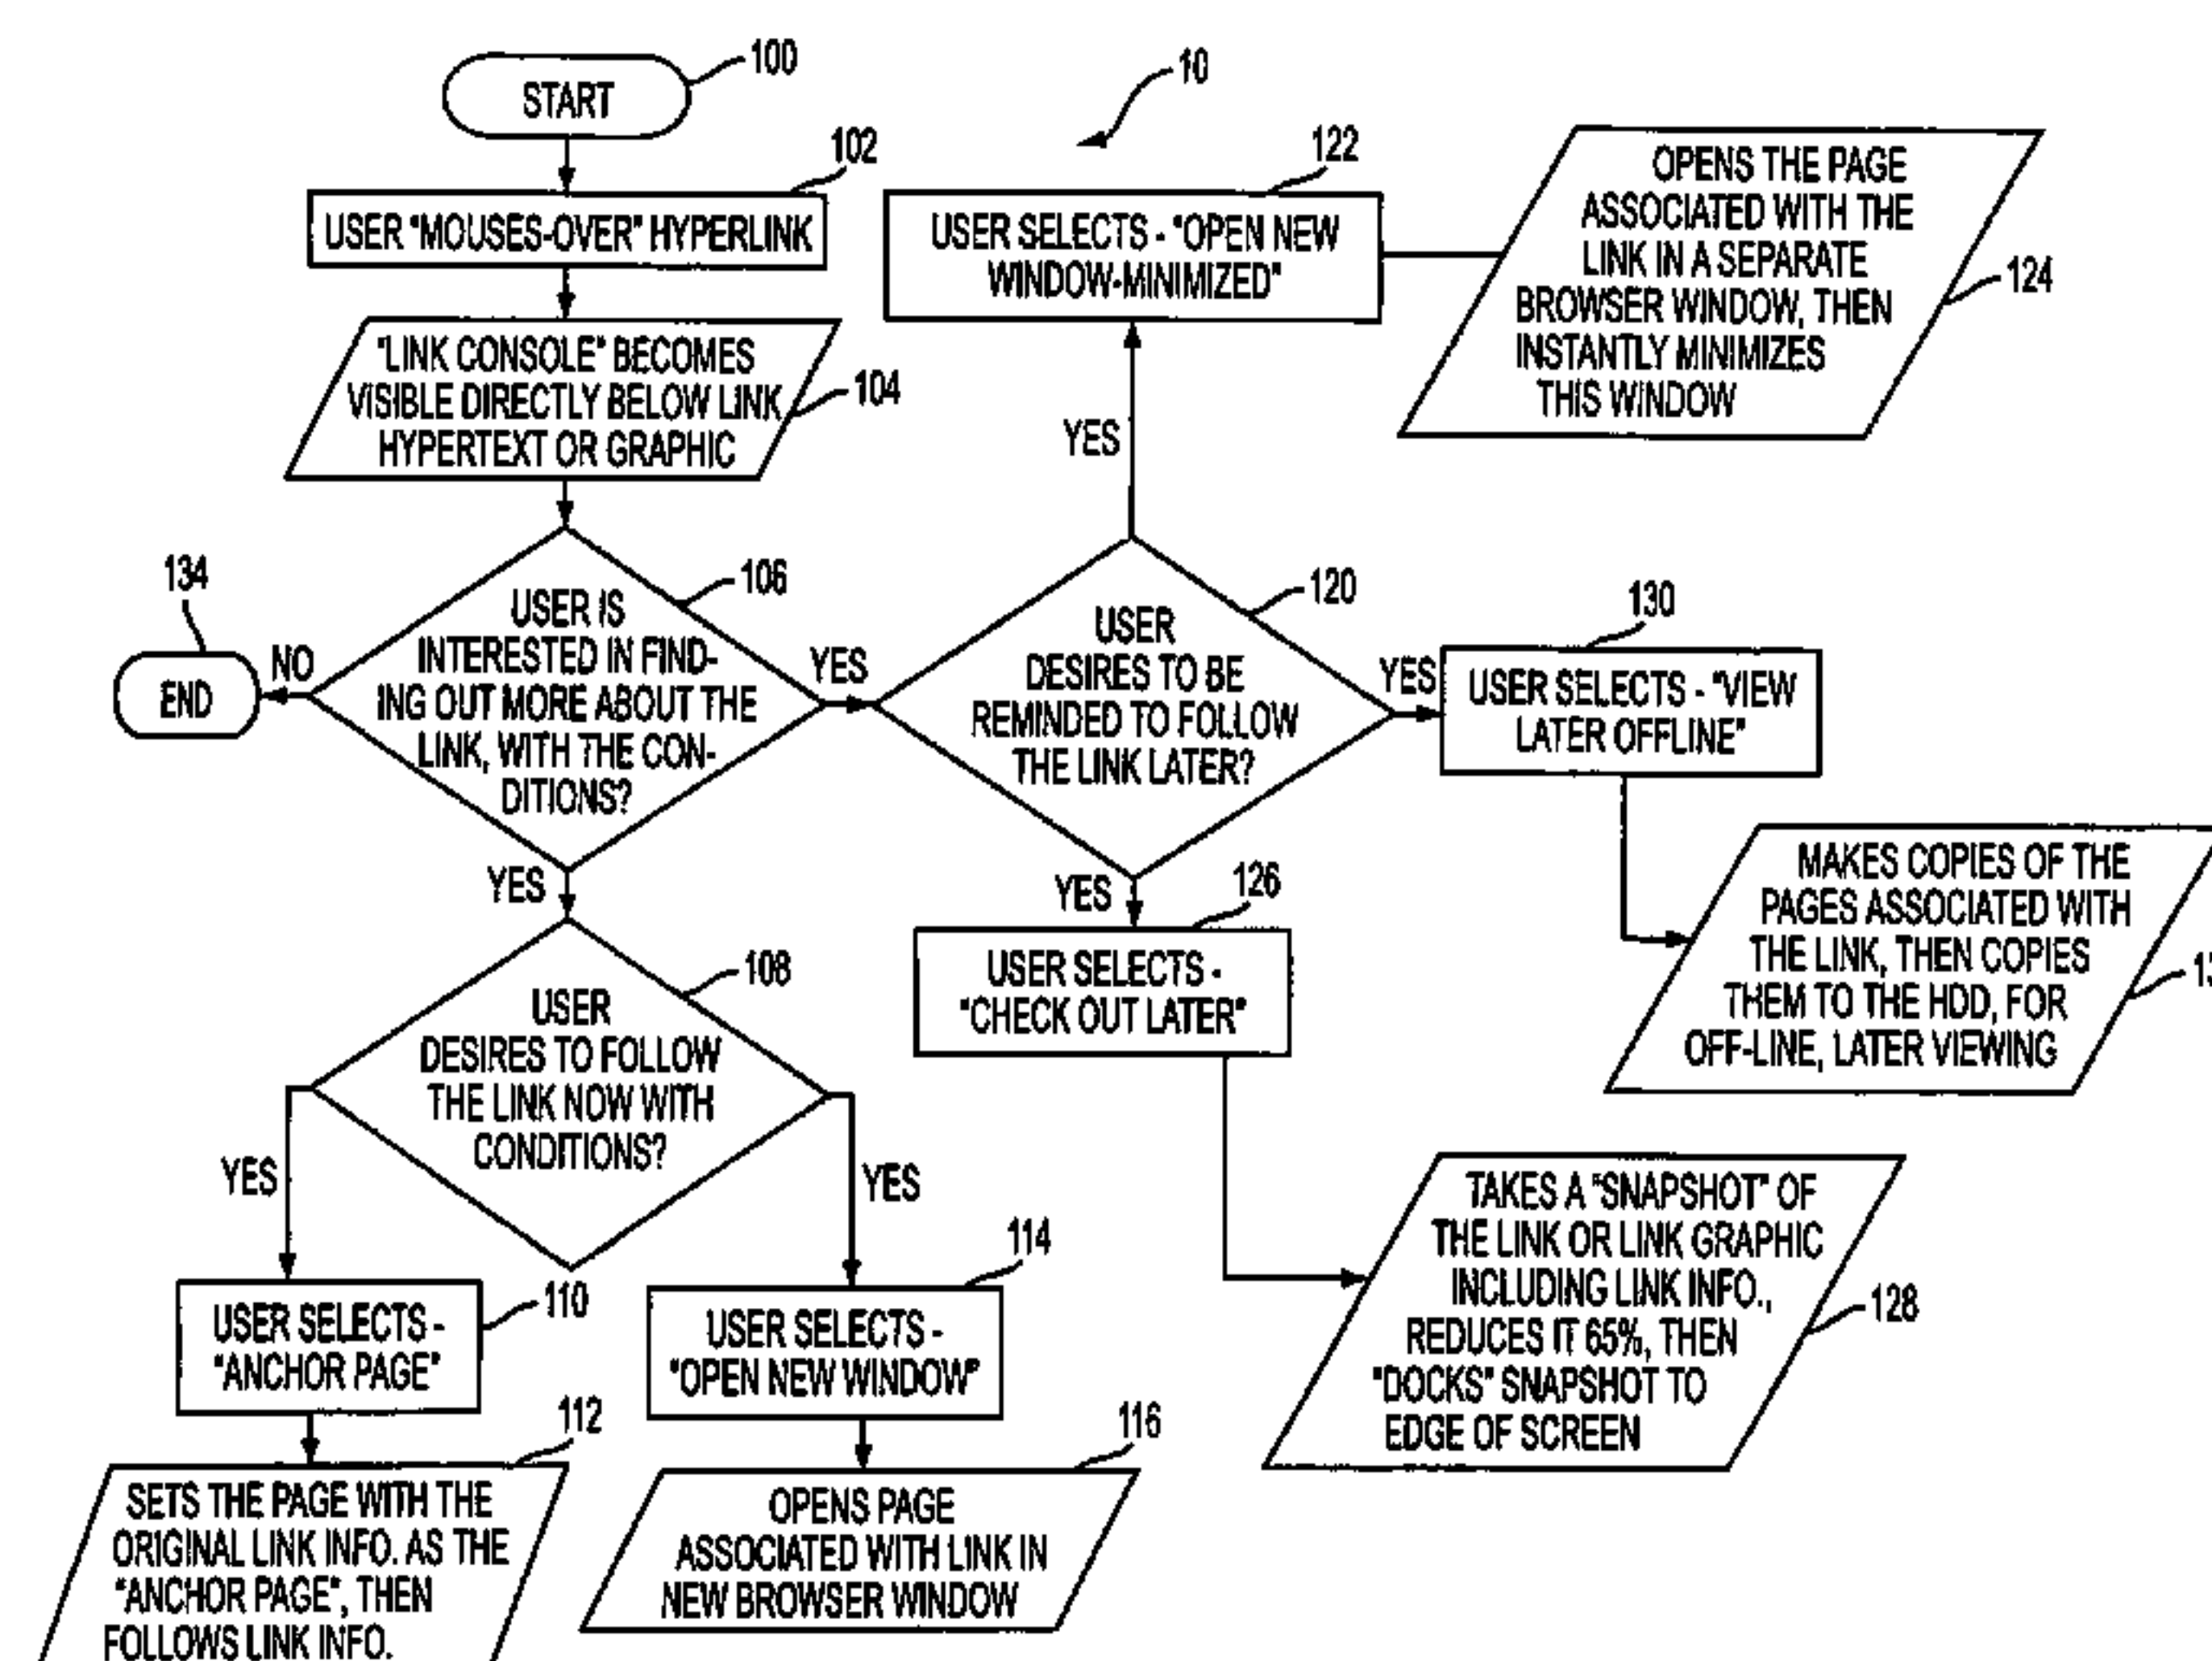 100
START
10
102
USER "MOUSES-OVER" HYPERLINK
"LINK CONSOLE" BECOMES
VISIBLE DIRECTLY BELOW LINK
HYPERTEXT OR GRAPHIC
104
122
USER SELECTS - "OPEN NEW
WINDOW-MINIMIZED"
OPENS THE PAGE
ASSOCIATED WITH THE
LINK IN A SEPARATE
BROWSER WINDOW, THEN
INSTANTLY MINIMIZES
THIS WINDOW
124
YES
134
END
NO
106
USER IS
INTERESTED IN FIND-
ING OUT MORE ABOUT THE
LINK, WITH THE CON-
DITIONS?
YES
120
USER
DESIRES TO BE
REMINDED TO FOLLOW
THE LINK LATER?
YES
130
USER SELECTS - "VIEW
LATER OFFLINE"
MAKES COPIES OF THE
PAGES ASSOCIATED WITH
THE LINK, THEN COPIES
THEM TO THE HDD, FOR
OFF-LINE, LATER VIEWING
YES
YES
126
USER SELECTS -
"CHECK OUT LATER"
108
USER
DESIRES TO FOLLOW
THE LINK NOW WITH
CONDITIONS?
YES
YES
TAKES A "SNAPSHOT" OF
THE LINK OR LINK GRAPHIC
INCLUDING LINK INFO.,
REDUCES IT 65%, THEN
"DOCKS" SNAPSHOT TO
EDGE OF SCREEN
128
110
USER SELECTS -
"ANCHOR PAGE"
114
USER SELECTS -
"OPEN NEW WINDOW"
112
SETS THE PAGE WITH THE
ORIGINAL LINK INFO. AS THE
"ANCHOR PAGE", THEN
FOLLOWS LINK INFO.
116
OPENS PAGE
ASSOCIATED WITH LINK IN
NEW BROWSER WINDOW